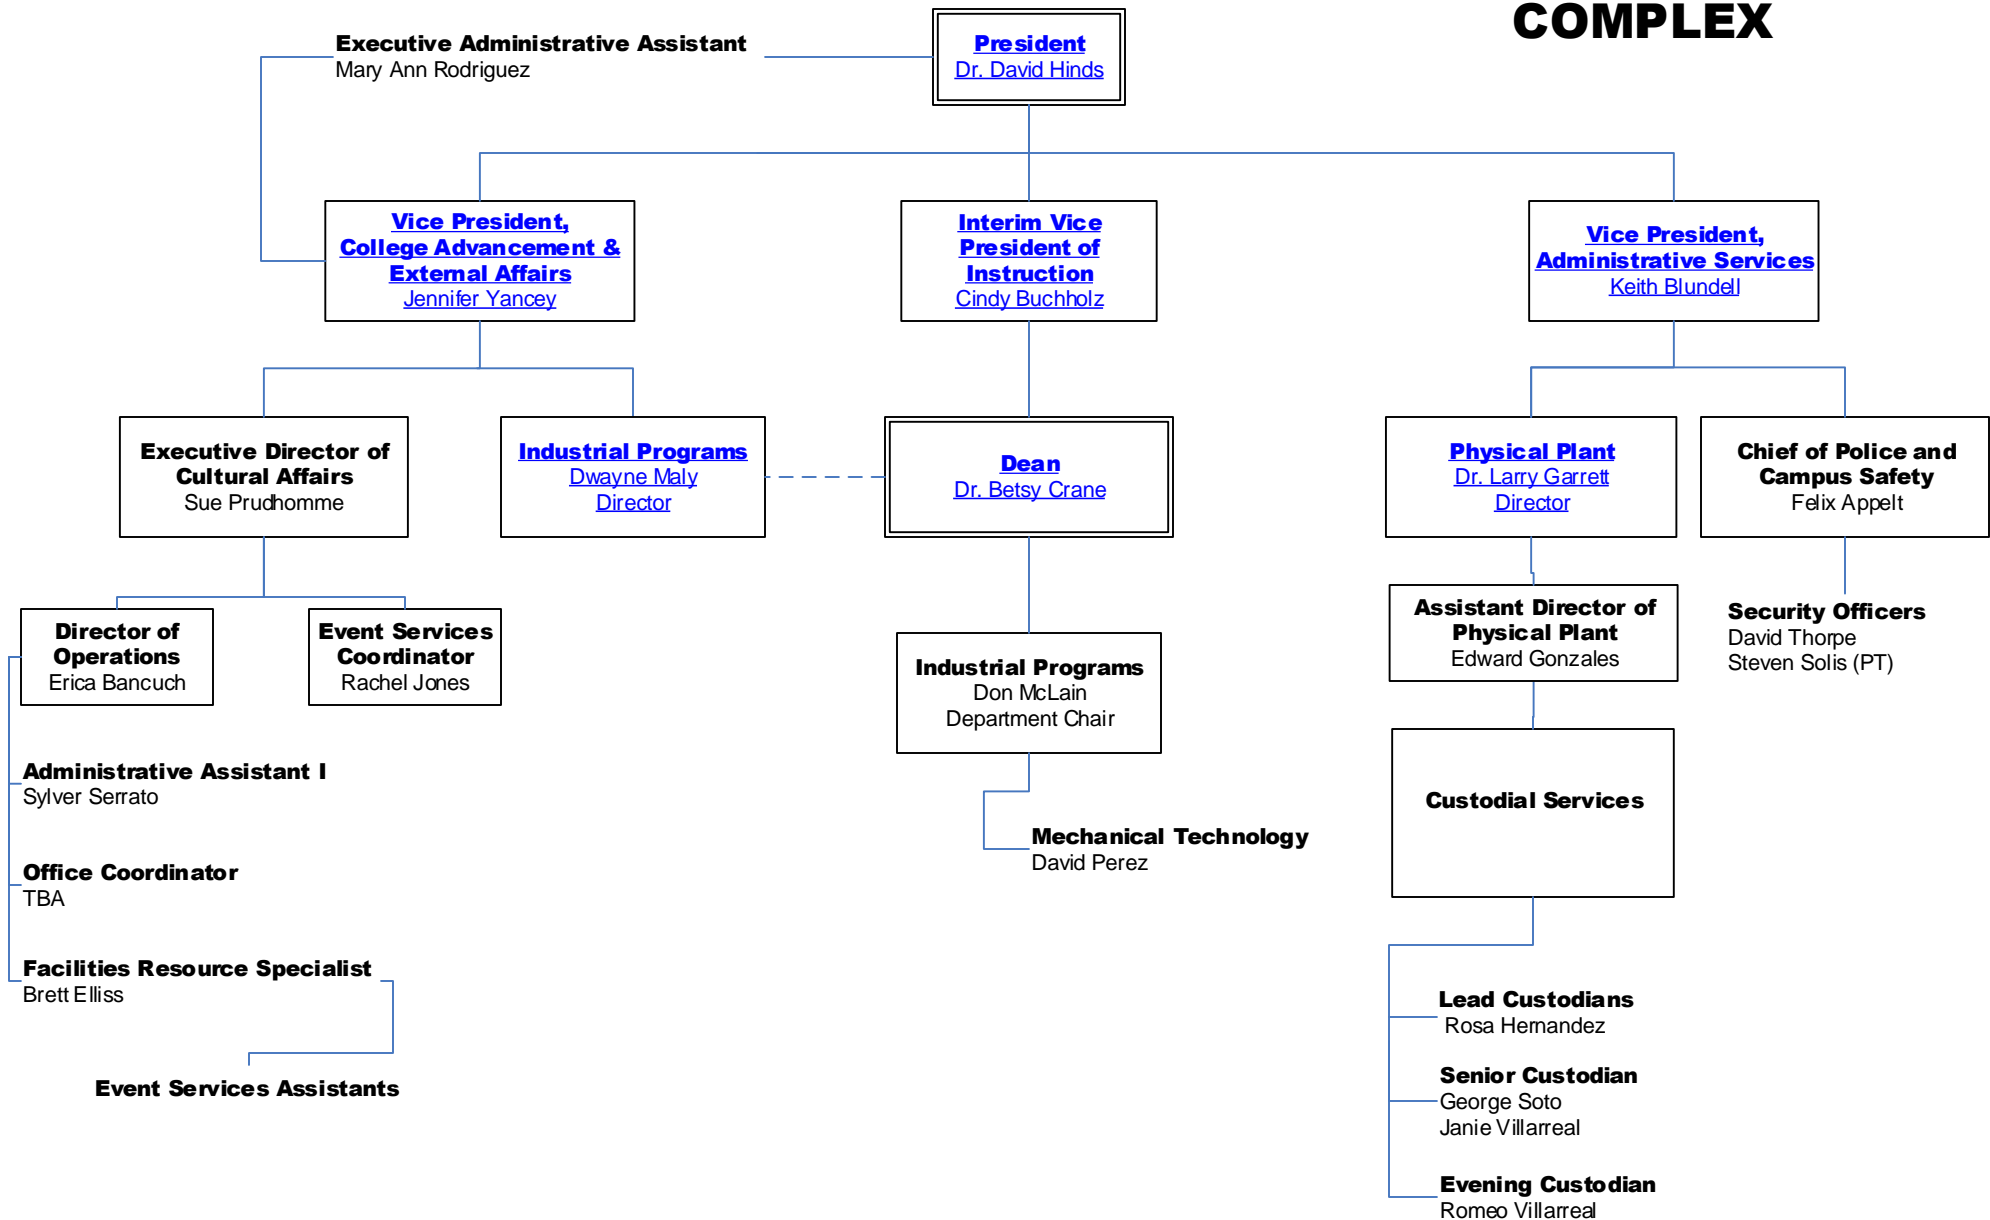 COMPLEX
Executive Administrative Assistant
Mary Ann Rodriguez
President
Dr. David Hinds
Vice President,
College Advancement &
External Affairs
Jennifer Yancey
Interim Vice
President of
Instruction
Cindy Buchholz
Vice President,
Administrative Services
Keith Blundell
Executive Director of
Cultural Affairs
Sue Prudhomme
Industrial Programs
Dwayne Maly
Director
Dean
Dr. Betsy Crane
Physical Plant
Dr. Larry Garrett
Director
Chief of Police and
Campus Safety
Felix Appelt
Director of
Operations
Erica Bancuch
Event Services
Coordinator
Rachel Jones
Industrial Programs
Don McLain
Department Chair
Assistant Director of
Physical Plant
Edward Gonzales
Security Officers
David Thorpe
Steven Solis (PT)
Administrative Assistant I
Sylver Serrato
Custodial Services
Mechanical Technology
David Perez
Office Coordinator
TBA
Facilities Resource Specialist
Brett Elliss
Event Services Assistants
Lead Custodians
Rosa Hernandez
Senior Custodian
George Soto
Janie Villarreal
Evening Custodian
Romeo Villarreal